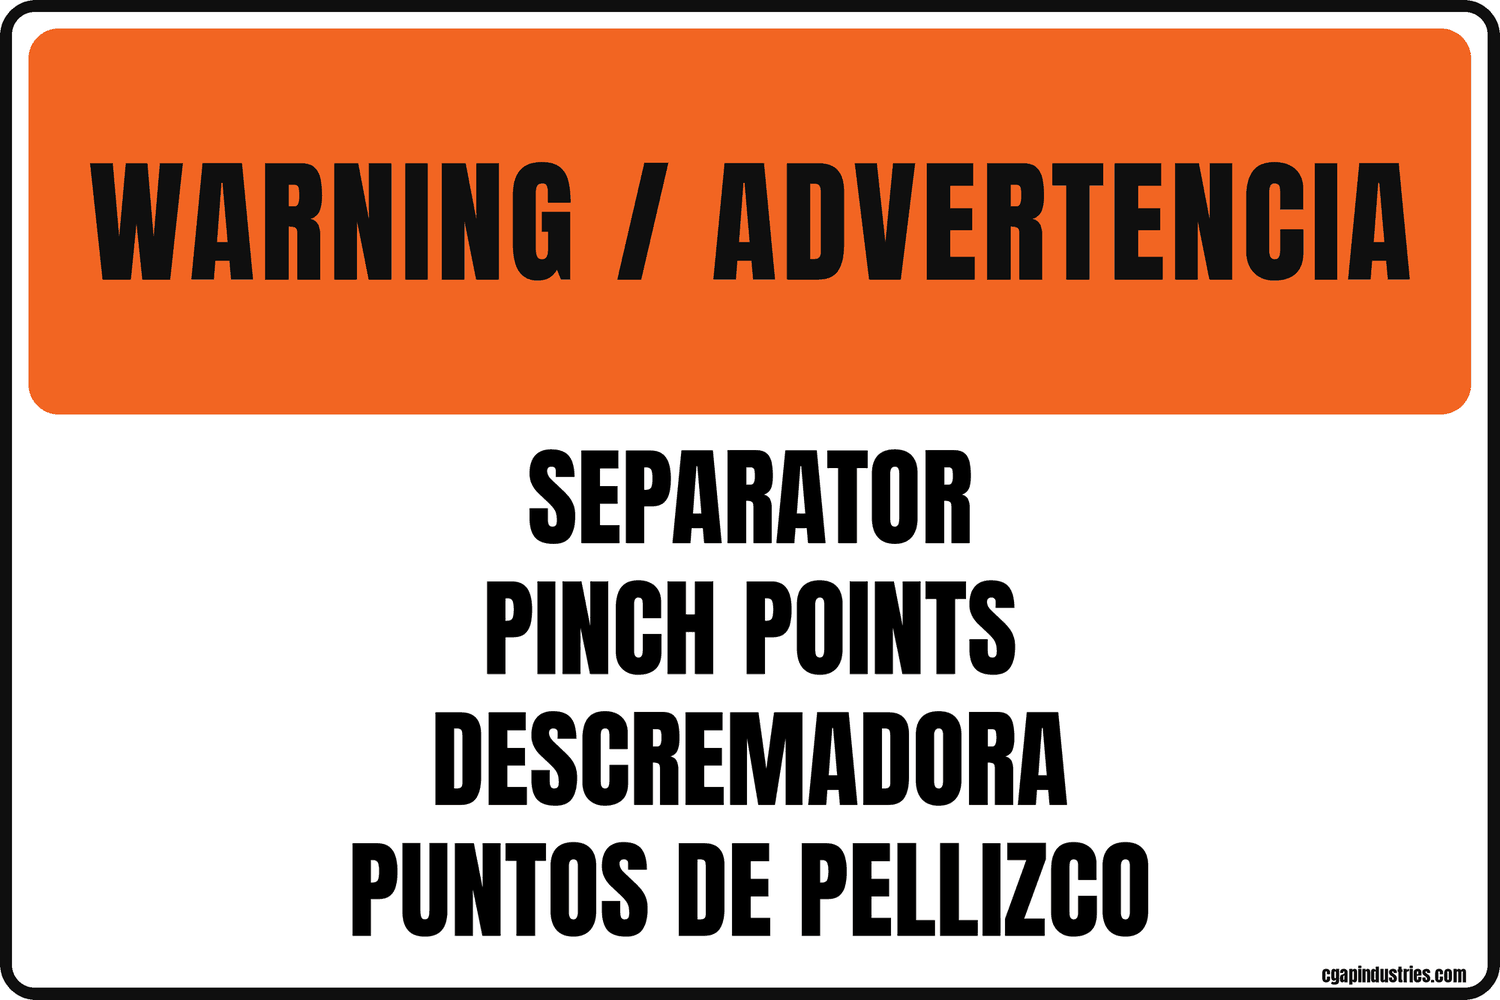 WARNING / ADVERTENCIA
SEPARATOR
PINCH POINTS
DESCREMADORA
PUNTOS DE PELLIZCO
cgapindustries.com